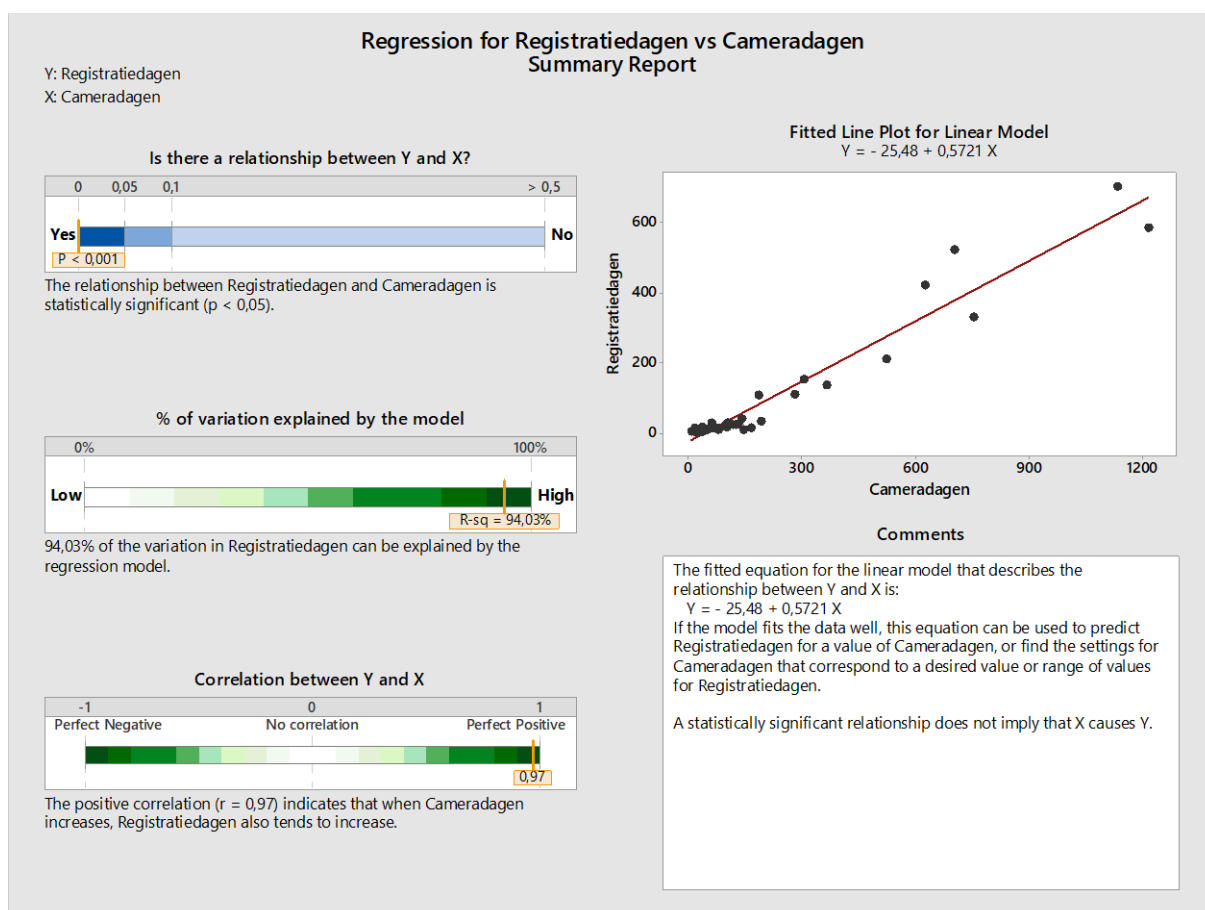 Regression for Registratiedagen vs Cameradagen
Summary Report
Y: Registratiedagen
X: Cameradagen
Is there a relationship between Y and X?
0 0,05 0,1 > 0,5
Yes No
P < 0,001
The relationship between Registratiedagen and Cameradagen is
statistically significant (p < 0,05).
% of variation explained by the model
0% 100%
Low High
R-sq = 94,03%
94,03% of the variation in Registratiedagen can be explained by the
regression model.
Correlation between Y and X
-1 0 1
Perfect Negative No correlation Perfect Positive
0,97
The positive correlation (r = 0,97) indicates that when Cameradagen
increases, Registratiedagen also tends to increase.
Fitted Line Plot for Linear Model
Y = - 25,48 + 0,5721 X
Registratiedagen
600
400
200
0
0 300 600 900 1200
Cameradagen
Comments
The fitted equation for the linear model that describes the
relationship between Y and X is:
Y = - 25,48 + 0,5721 X
If the model fits the data well, this equation can be used to predict
Registratiedagen for a value of Cameradagen, or find the settings for
Cameradagen that correspond to a desired value or range of values
for Registratiedagen.
A statistically significant relationship does not imply that X causes Y.